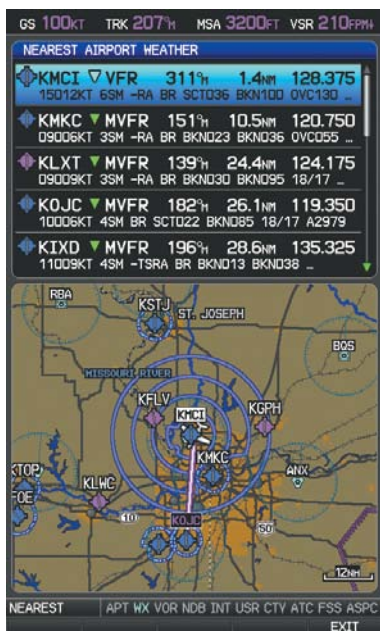 GS 100KT TRK 207°M MSA 3200FT VSR 210FPM↓
NEAREST AIRPORT WEATHER
KMCI VFR 311°M 1.4NM 128.375
15012KT 6SM -RA BR SCT036 BKN100 OVC130 …
KMKC MVFR 151°M 10.5NM 120.750
09006KT 3SM -RA BR BKN023 BKN036 OVC055 …
KLXT MVFR 139°M 24.4NM 124.175
09009KT 3SM -RA BR BKN030 BKN095 18/17 …
KOJC MVFR 182°M 26.1NM 119.350
10006KT 4SM BR SCT022 BKN085 18/17 A2979
KIXD MVFR 196°M 28.6NM 135.325
11009KT 4SM -TSRA BR BKN013 BKN038 …
RBA
KSTJ
ST. JOSEPH
BQS
MISSOURI RIVER
KFLV
KMCI
KGPH
KMKC
KTOP
KLWC
ANX
FOE
KOJC
10
50
12NM
NEAREST APT WX VOR NDB INT USR CTY ATC FSS ASPC
EXIT